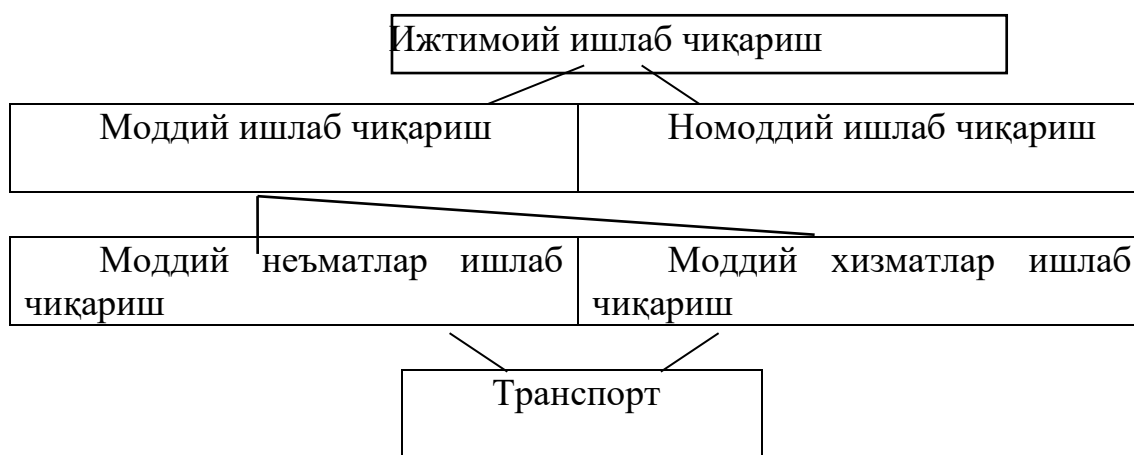 Ижтимоий ишлаб чиқариш
Моддий ишлаб чиқариш
Номоддий ишлаб чиқариш
Моддий неъматлар ишлаб
чиқариш
Моддий хизматлар ишлаб
чиқариш
Транспорт